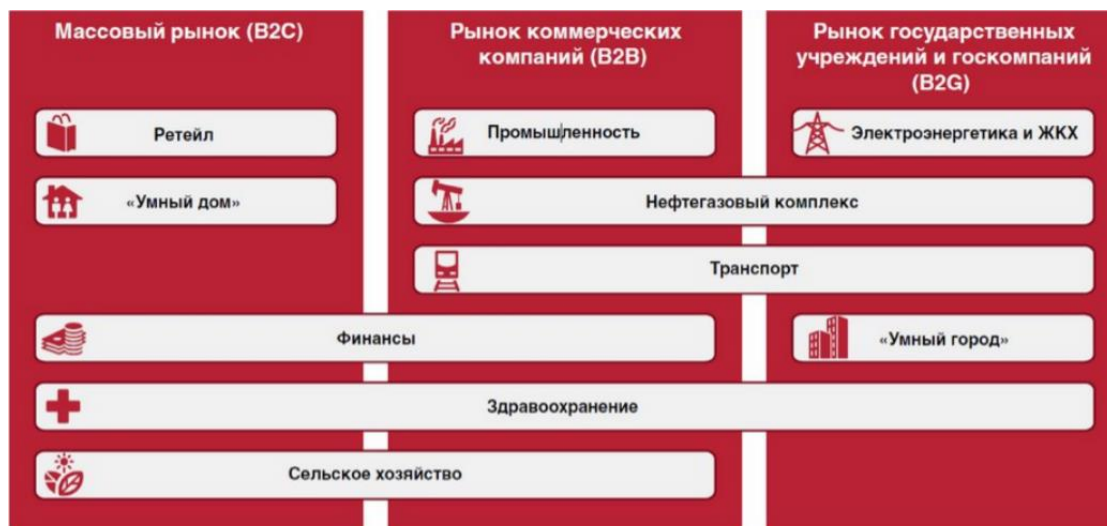 Массовый рынок (B2C)
Рынок коммерческих
компаний (B2B)
Рынок государственных
учреждений и госкомпаний
(B2G)
Ретейл
Промышленность
Электроэнергетика и ЖКХ
«Умный дом»
Нефтегазовый комплекс
Транспорт
Финансы
«Умный город»
Здравоохранение
Сельское хозяйство